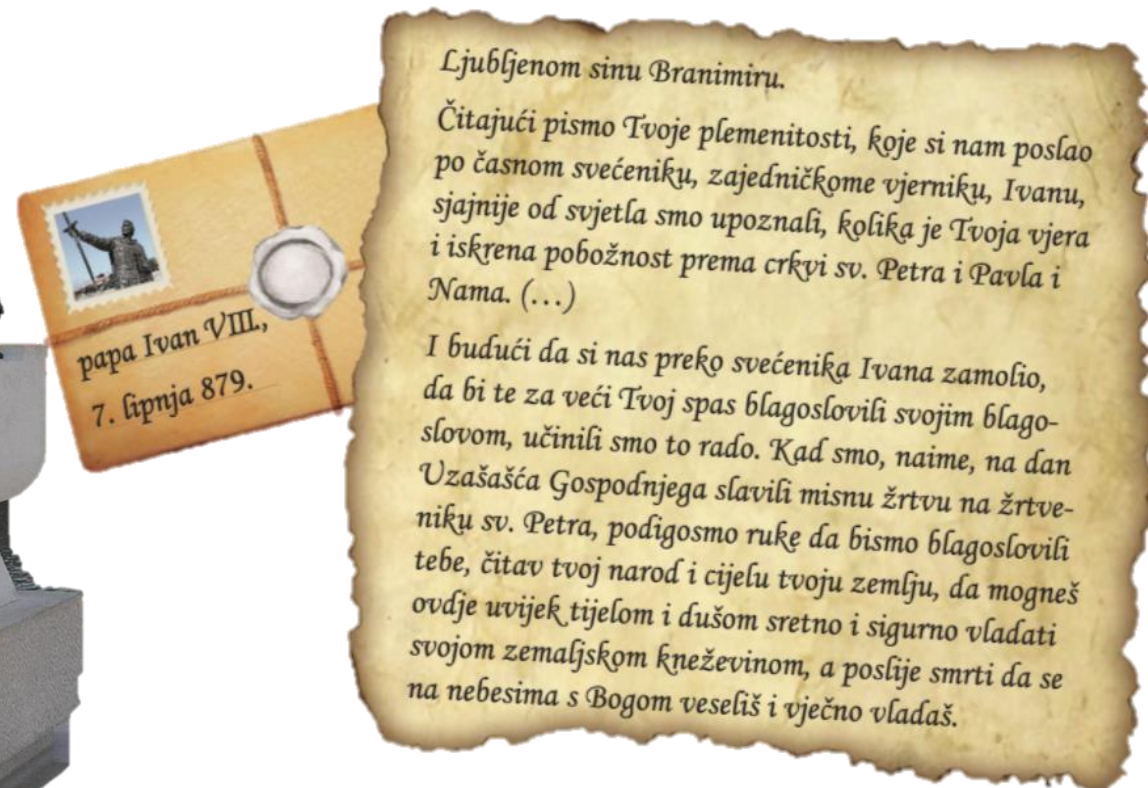 papa Ivan VIII.,
7. lipnja 879.
Ljubljenom sinu Branimiru.
Čitajući pismo Tvoje plemenitosti, koje si nam poslao
po časnom svećeniku, zajedničkome vjerniku, Ivanu,
sjajnije od svjetla smo upoznali, kolika je Tvoja vjera
i iskrena pobožnost prema crkvi sv. Petra i Pavla i
Nama. (...)
I budući da si nas preko svećenika Ivana zamolio,
da bi te za veći Tvoj spas blagoslovili svojim blago-
slovom, učinili smo to rado. Kad smo, naime, na dan
Uzašašća Gospodnjega slavili misnu žrtvu na žrtve-
niku sv. Petra, podigosmo ruke da bismo blagoslovili
tebe, čitav tvoj narod i cijelu tvoju zemlju, da mogneš
ovdje uvijek tijelom i dušom sretno i sigurno vladati
svojom zemaljskom kneževinom, a poslije smrti da se
na nebesima s Bogom veseliš i vječno vladaš.